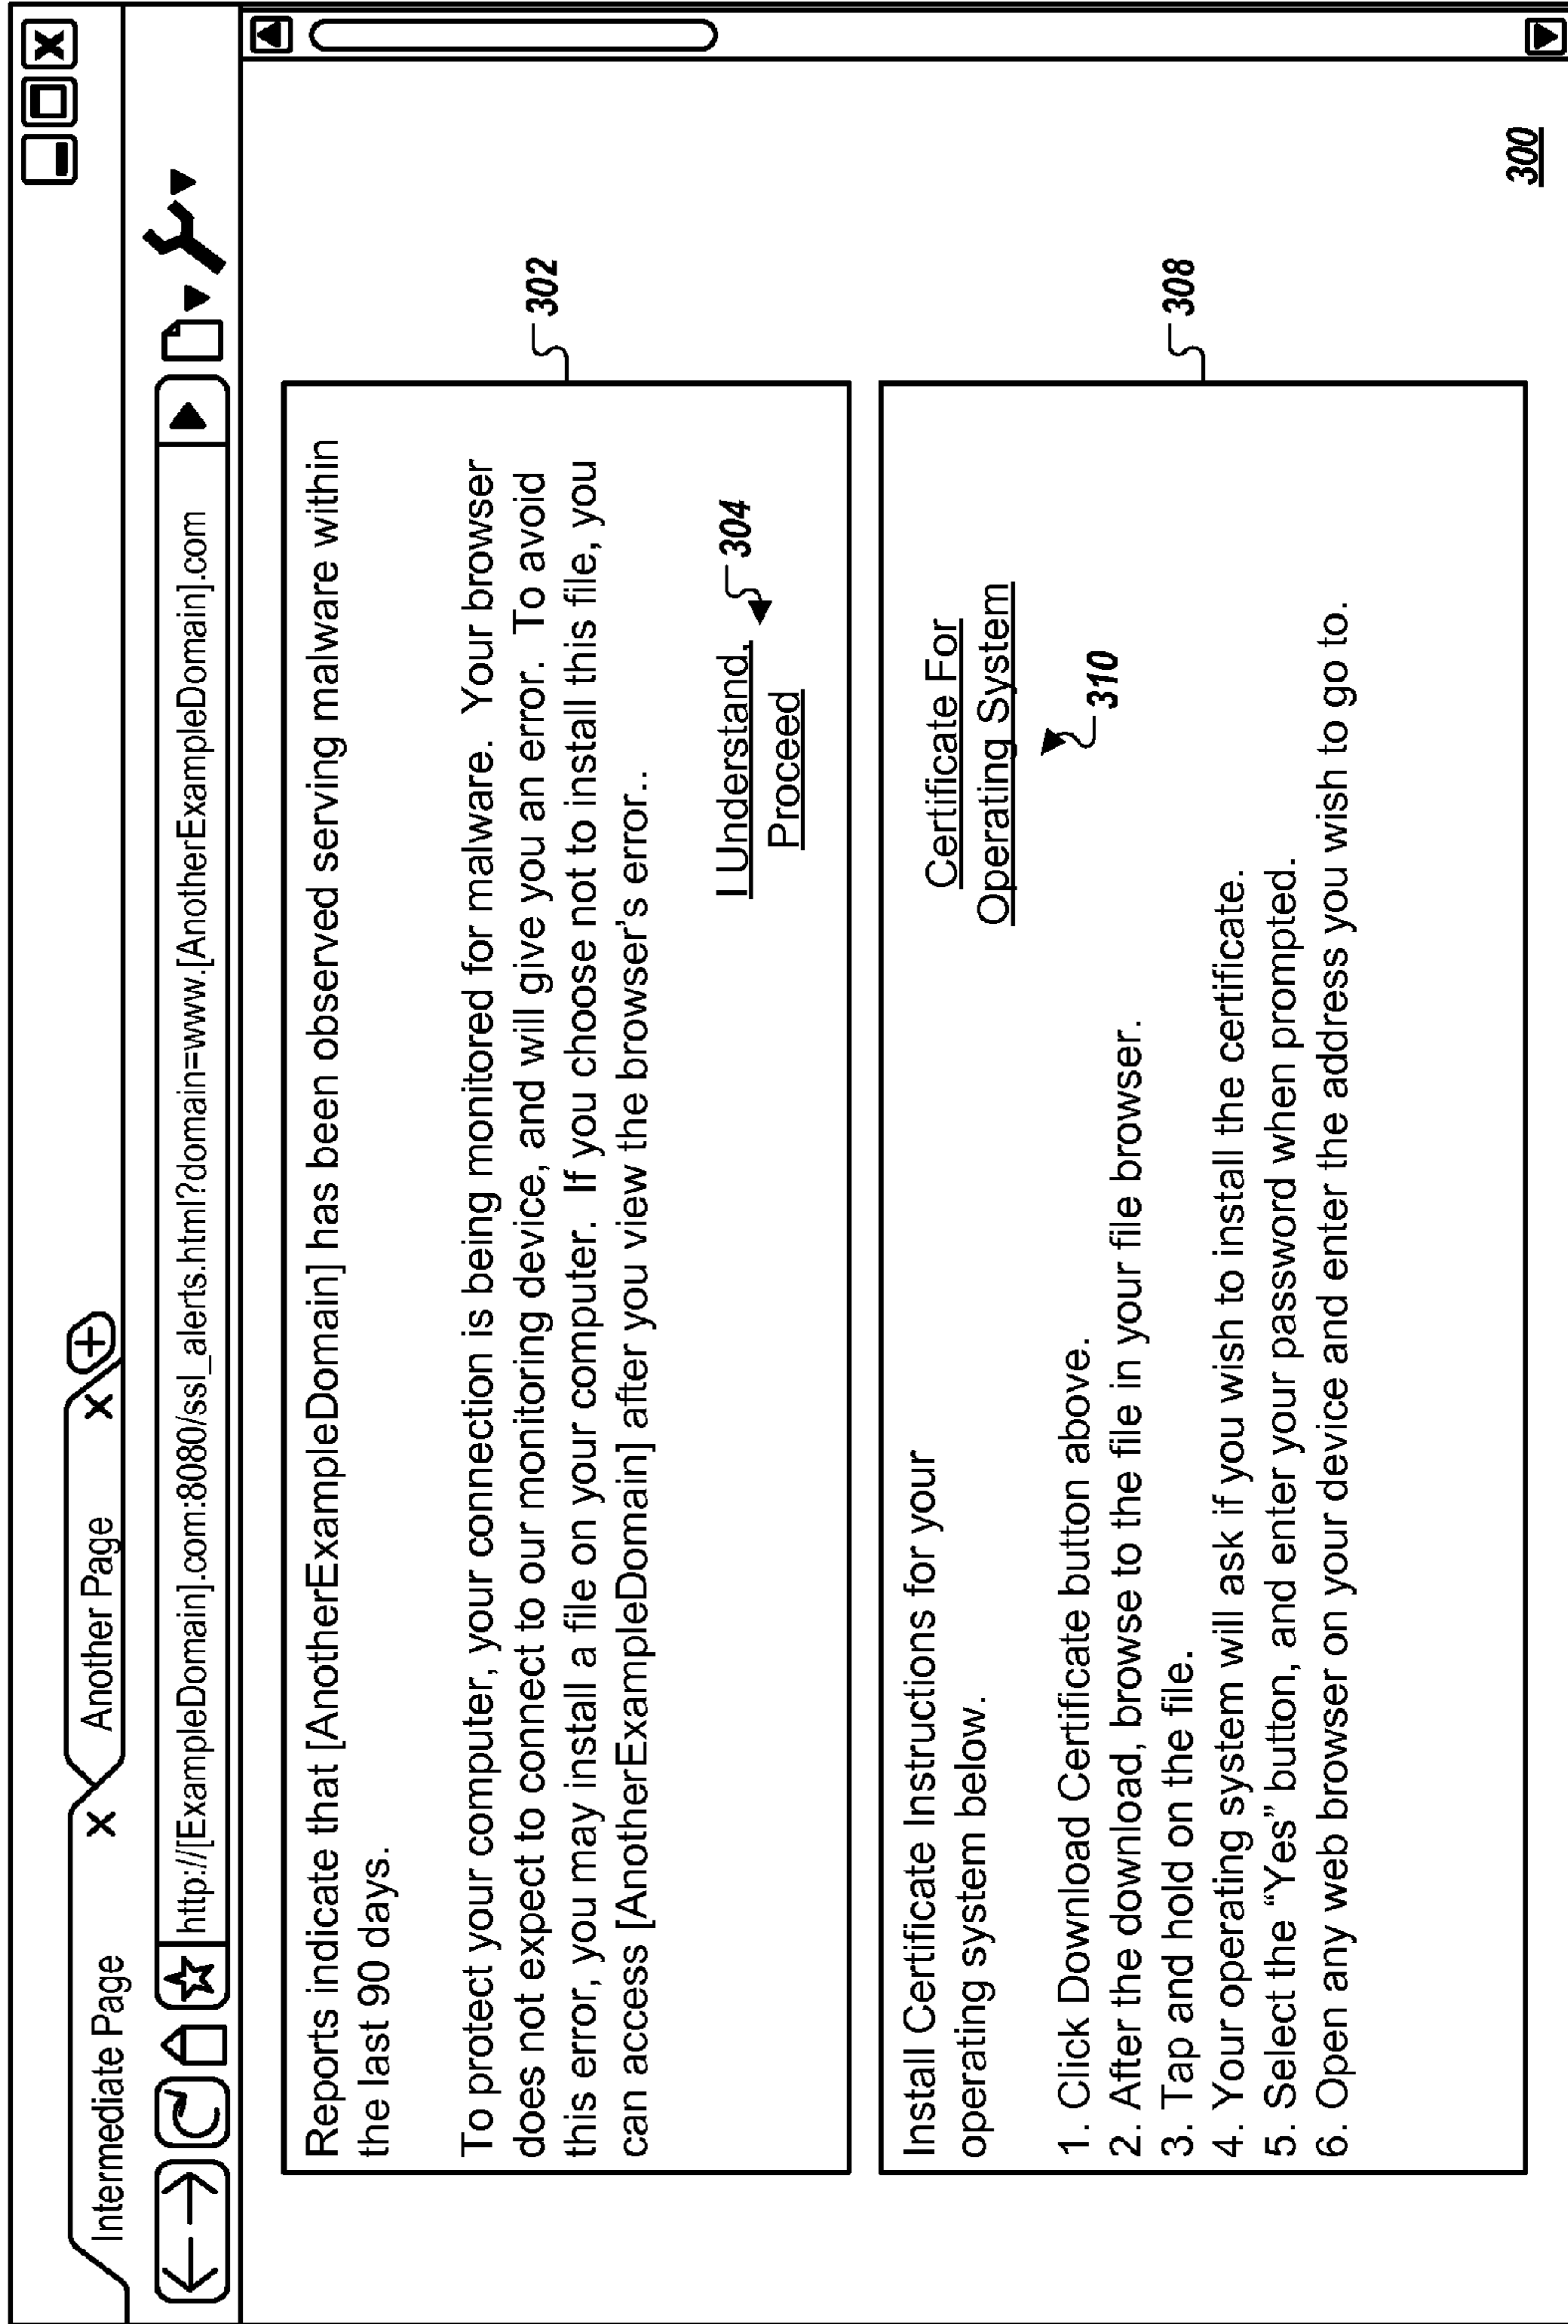 Intermediate Page x Another Page x
http://[ExampleDomain].com:8080/ssl_alerts.html?domain=www.[AnotherExampleDomain].com
Reports indicate that [AnotherExampleDomain] has been observed serving malware within
the last 90 days.
To protect your computer, your connection is being monitored for malware. Your browser
does not expect to connect to our monitoring device, and will give you an error. To avoid
this error, you may install a file on your computer. If you choose not to install this file, you
can access [AnotherExampleDomain] after you view the browser's error..
302
I Understand,
Proceed
304
Install Certificate Instructions for your
operating system below.
Certificate For
Operating System
310
308
1. Click Download Certificate button above.
2. After the download, browse to the file in your file browser.
3. Tap and hold on the file.
4. Your operating system will ask if you wish to install the certificate.
5. Select the “Yes” button, and enter your password when prompted.
6. Open any web browser on your device and enter the address you wish to go to.
300